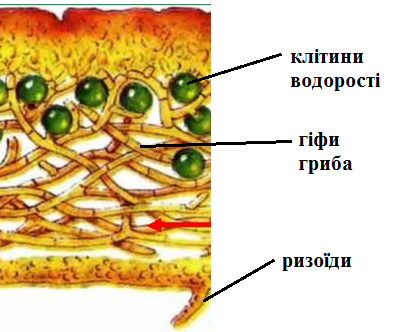 клітини
водорості
гіфи
гриба
ризоїди